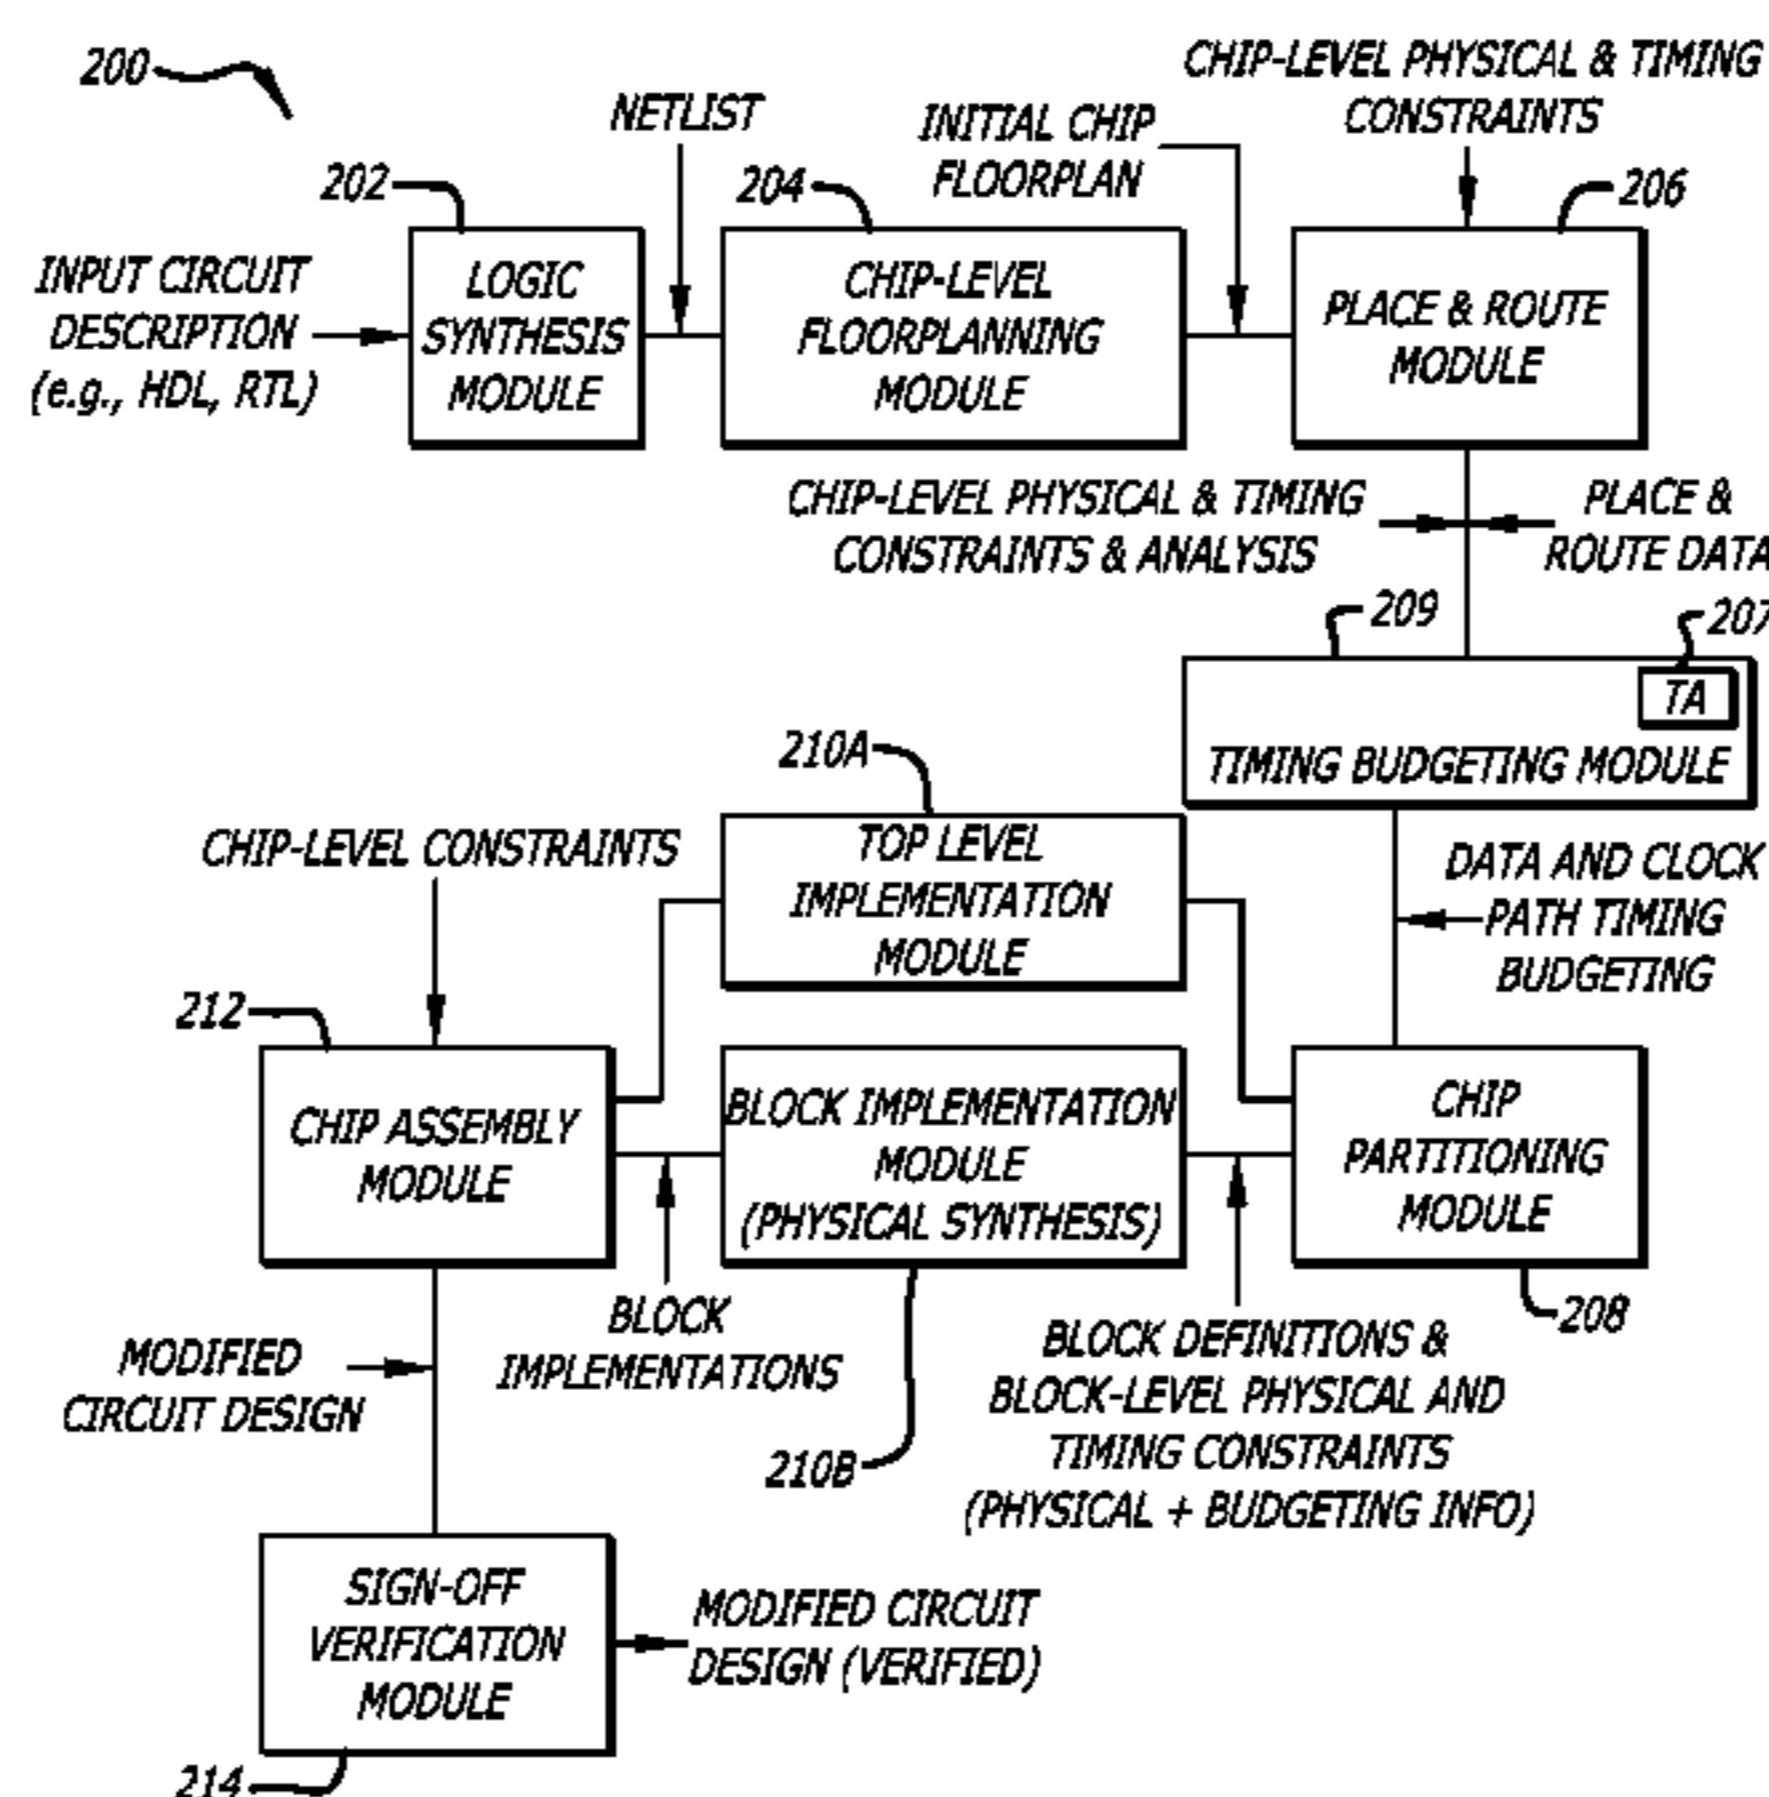 200
NETLIST
INITIAL CHIP
FLOORPLAN
CHIP-LEVEL PHYSICAL & TIMING
CONSTRAINTS
202
204
206
INPUT CIRCUIT
DESCRIPTION
(e.g., HDL, RTL)
LOGIC
SYNTHESIS
MODULE
CHIP-LEVEL
FLOORPLANNING
MODULE
PLACE & ROUTE
MODULE
CHIP-LEVEL PHYSICAL & TIMING
CONSTRAINTS & ANALYSIS
PLACE &
ROUTE DATA
209
207
TA
TIMING BUDGETING MODULE
210A
TOP LEVEL
IMPLEMENTATION
MODULE
CHIP-LEVEL CONSTRAINTS
DATA AND CLOCK
PATH TIMING
BUDGETING
212
CHIP ASSEMBLY
MODULE
BLOCK IMPLEMENTATION
MODULE
(PHYSICAL SYNTHESIS)
CHIP
PARTITIONING
MODULE
208
BLOCK
IMPLEMENTATIONS
210B
BLOCK DEFINITIONS &
BLOCK-LEVEL PHYSICAL AND
TIMING CONSTRAINTS
(PHYSICAL + BUDGETING INFO)
MODIFIED
CIRCUIT DESIGN
SIGN-OFF
VERIFICATION
MODULE
MODIFIED CIRCUIT
DESIGN (VERIFIED)
214